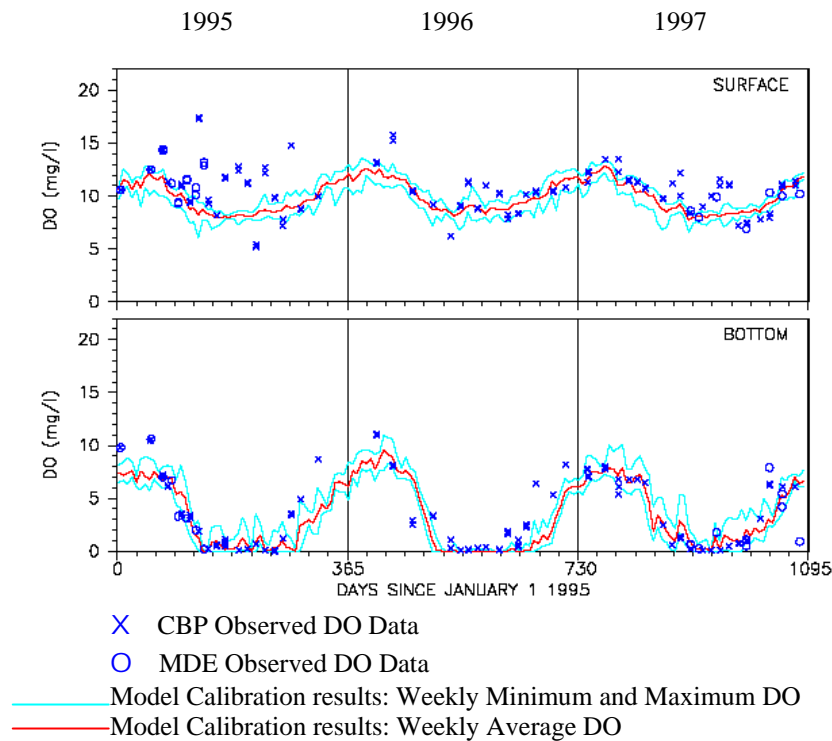 1995 1996 1997
SURFACE
20
15
10
5
0
DO (mg/l)
BOTTOM
20
15
10
5
0
DO (mg/l)
0 365 730 1095
DAYS SINCE JANUARY 1 1995
X CBP Observed DO Data
O MDE Observed DO Data
Model Calibration results: Weekly Minimum and Maximum DO
Model Calibration results: Weekly Average DO